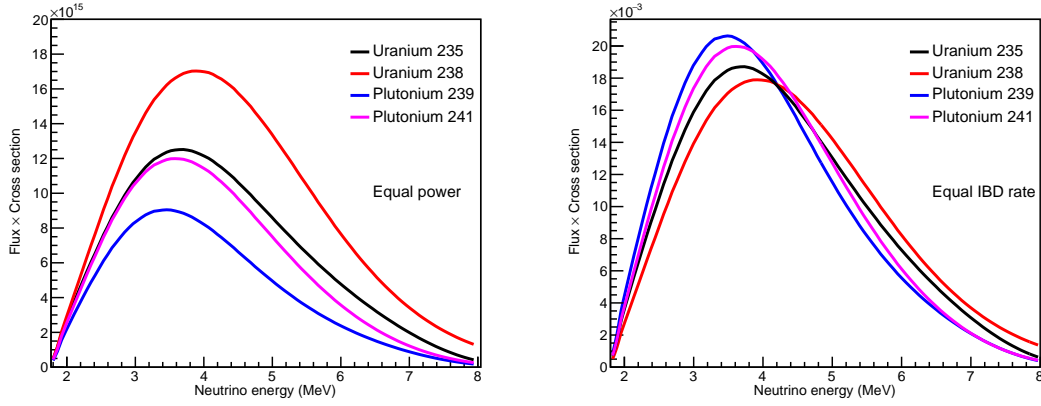 ×10¹⁵
20
18
16
14
12
10
8
6
4
2
0
Flux × Cross section
Uranium 235
Uranium 238
Plutonium 239
Plutonium 241
Equal power
2 3 4 5 6 7 8
Neutrino energy (MeV)
×10⁻³
20
18
16
14
12
10
8
6
4
2
0
Flux × Cross section
Uranium 235
Uranium 238
Plutonium 239
Plutonium 241
Equal IBD rate
2 3 4 5 6 7 8
Neutrino energy (MeV)